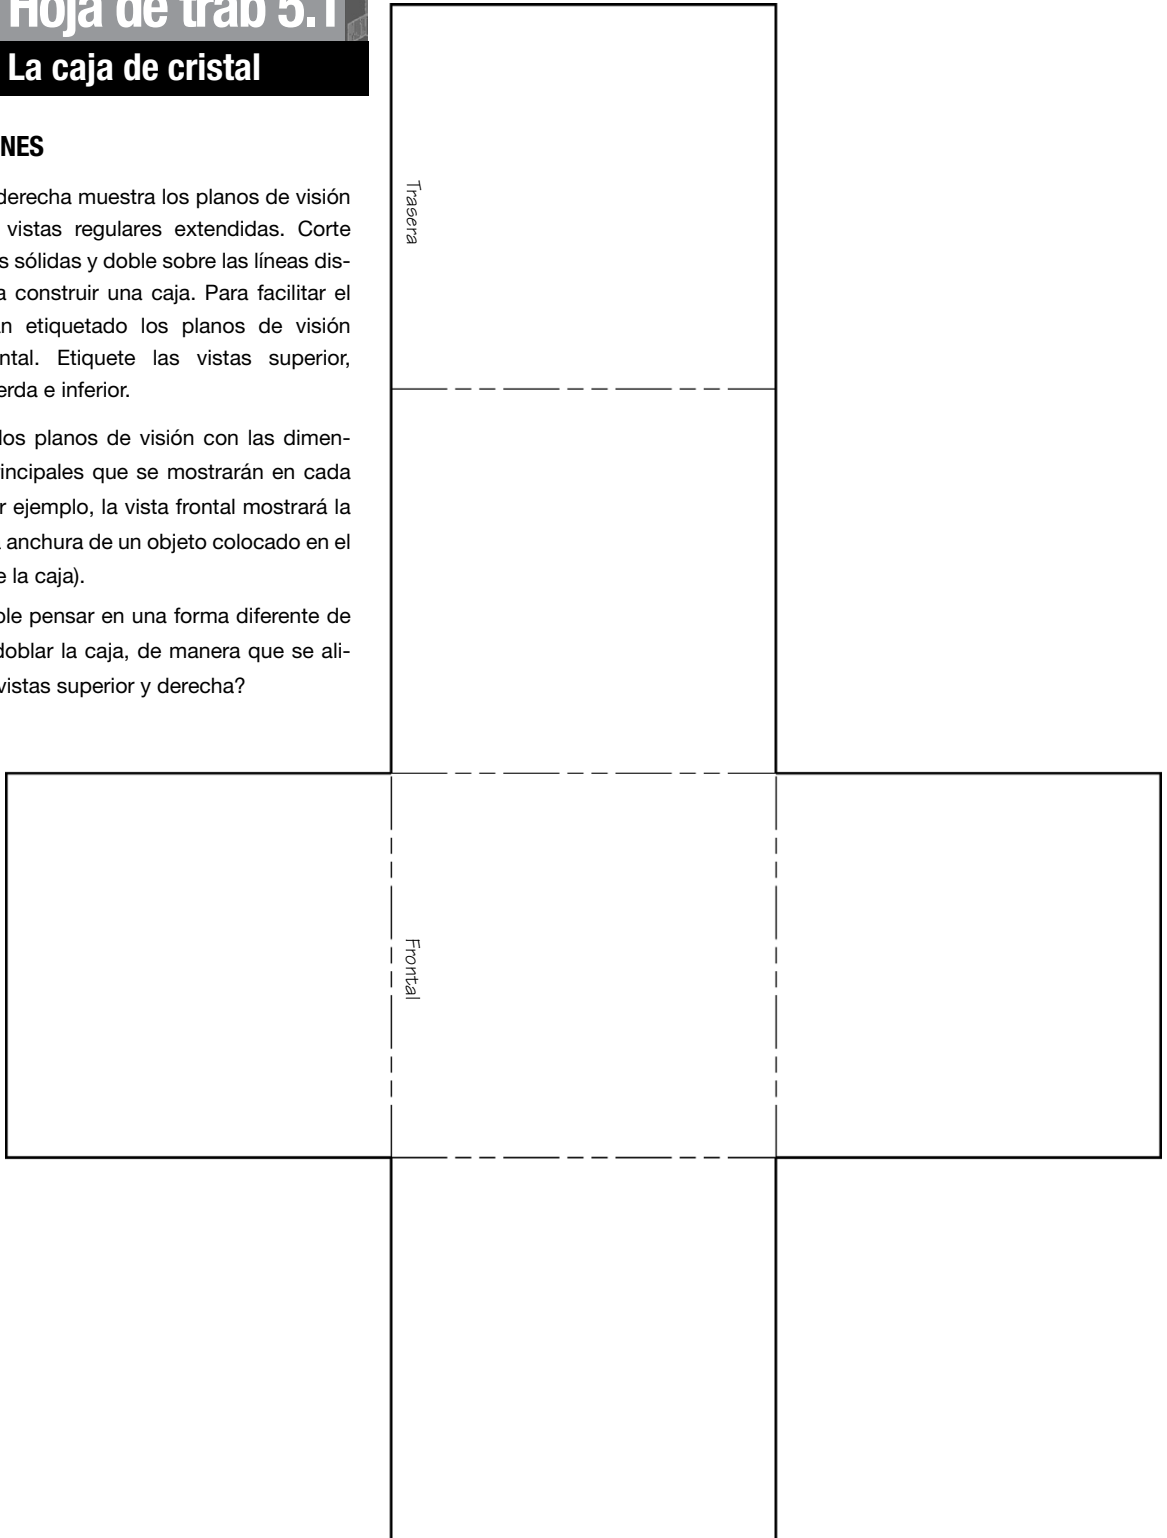 Hoja de trab 5.1
La caja de cristal
NES
derecha muestra los planos de visión
vistas regulares extendidas. Corte
s sólidas y doble sobre las líneas dis-
a construir una caja. Para facilitar el
n etiquetado los planos de visión
ntal. Etiquete las vistas superior,
erda e inferior.
los planos de visión con las dimen-
incipales que se mostrarán en cada
r ejemplo, la vista frontal mostrará la
a anchura de un objeto colocado en el
e la caja).
ble pensar en una forma diferente de
doblar la caja, de manera que se ali-
vistas superior y derecha?
Trasera
Frontal